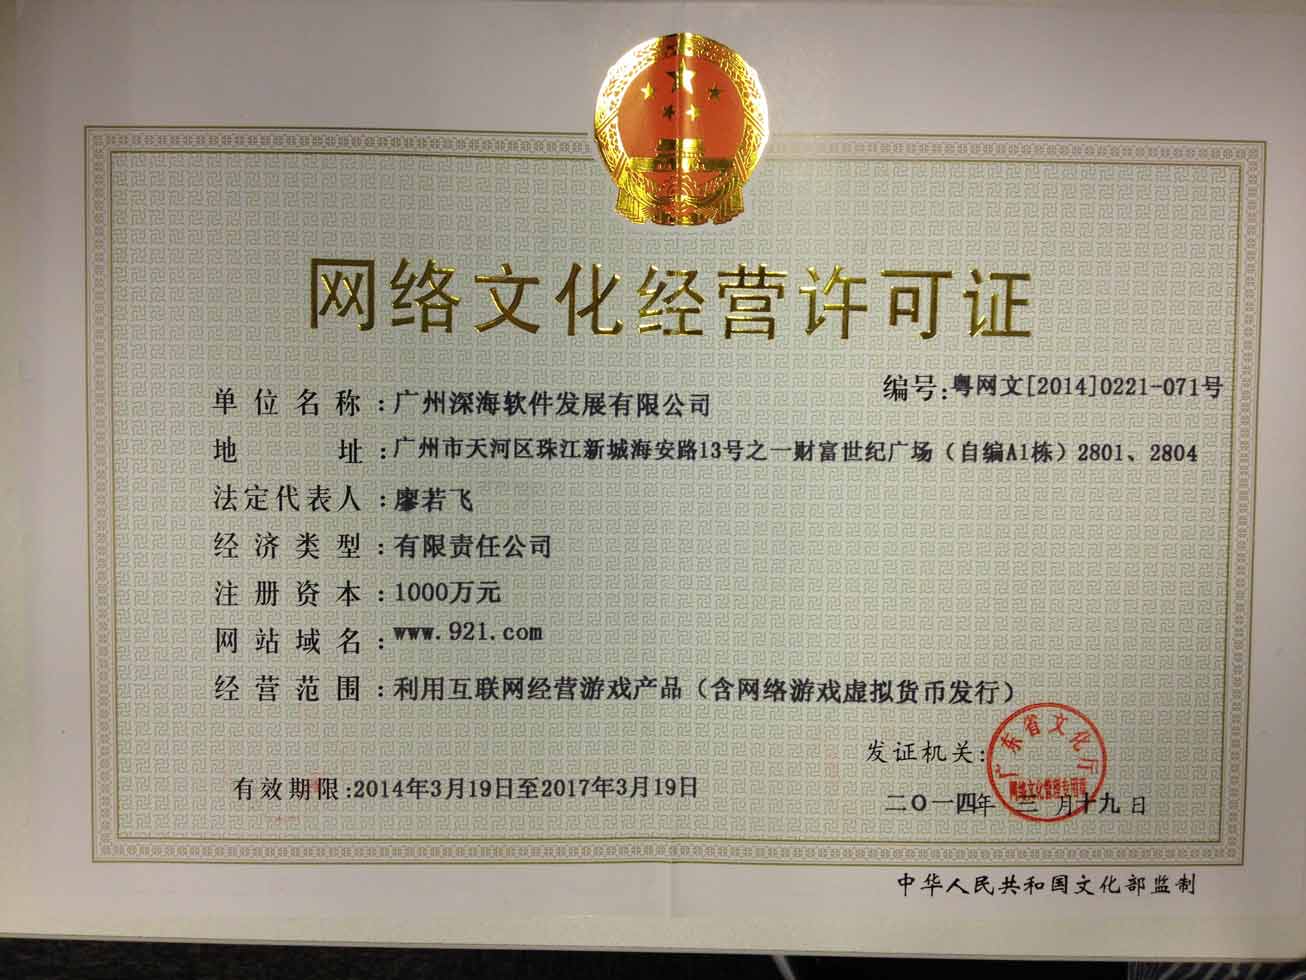 网络文化经营许可证
编号:粤网文[2014]0221-071号
单位名称:广州深海软件发展有限公司
地址:广州市天河区珠江新城海安路13号之一财富世纪广场（自编A1栋）2801、2804
法定代表人:廖若飞
经济类型:有限责任公司
注册资本:1000万元
网站域名:www.921.com
经营范围:利用互联网经营游戏产品（含网络游戏虚拟货币发行）
发证机关:
广东省文化厅
网络文化管理专用章
有效期限:2014年3月19日至2017年3月19日
二〇一四年 三 月十九日
中华人民共和国文化部监制